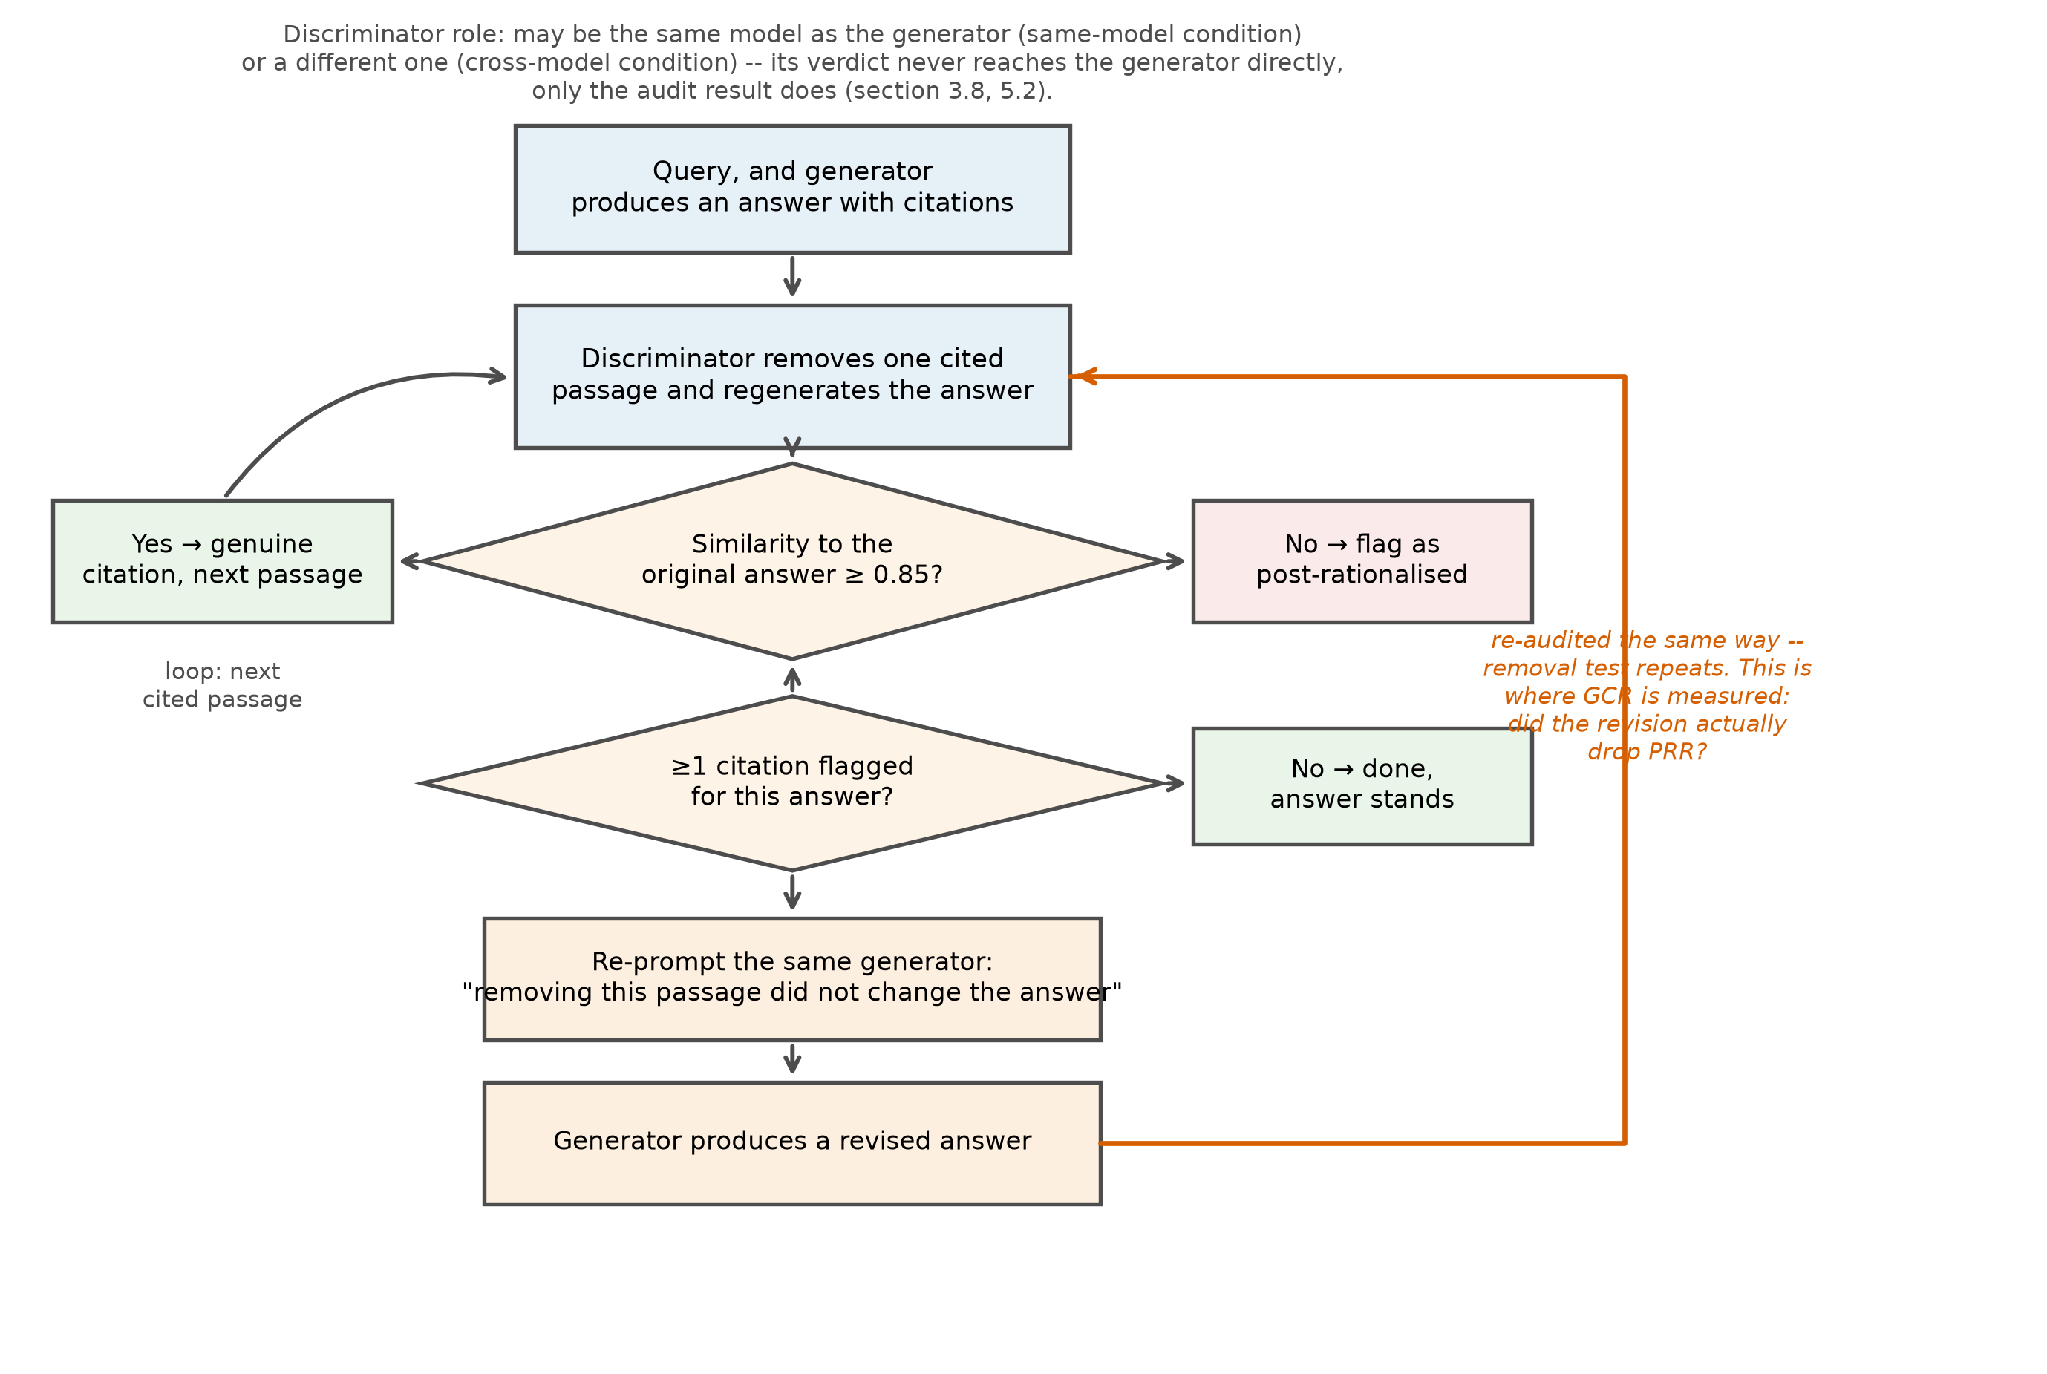 Discriminator role: may be the same model as the generator (same-model condition)
or a different one (cross-model condition) -- its verdict never reaches the generator directly,
only the audit result does (section 3.8, 5.2).
Query, and generator
produces an answer with citations
Discriminator removes one cited
passage and regenerates the answer
Yes → genuine
citation, next passage
Similarity to the
original answer ≥ 0.85?
No → flag as
post-rationalised
loop: next
cited passage
re-audited the same way --
removal test repeats. This is
where GCR is measured:
did the revision actually
drop PRR?
≥1 citation flagged
for this answer?
No → done,
answer stands
Re-prompt the same generator:
"removing this passage did not change the answer"
Generator produces a revised answer